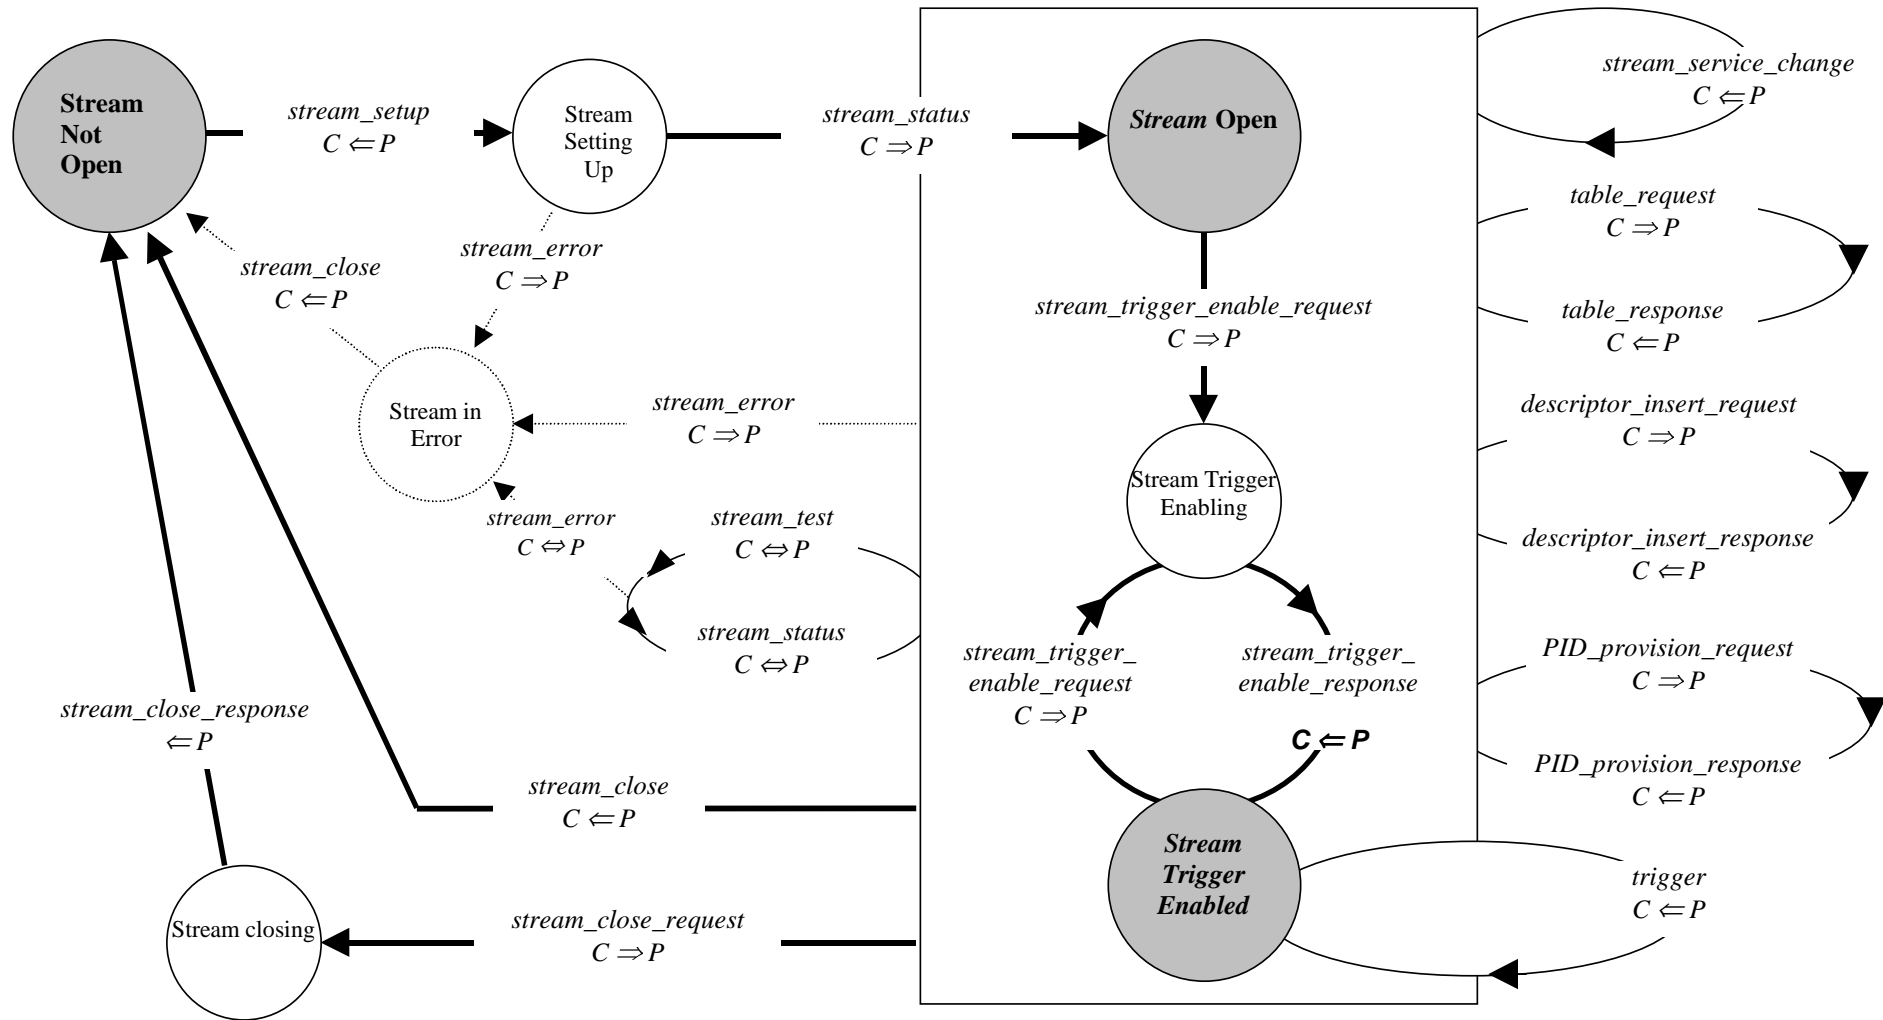 Stream
Not
Open
stream_setup
C ⇐ P
Stream
Setting
Up
stream_status
C ⇒ P
Stream Open
stream_service_change
C ⇐ P
table_request
C ⇒ P
table_response
C ⇐ P
stream_error
C ⇒ P
stream_close
C ⇐ P
stream_trigger_enable_request
C ⇒ P
Stream in
Error
stream_error
C ⇒ P
descriptor_insert_request
C ⇒ P
descriptor_insert_response
C ⇐ P
Stream Trigger
Enabling
stream_error
C ⇔ P
stream_test
C ⇔ P
stream_status
C ⇔ P
stream_trigger_
enable_request
C ⇒ P
stream_trigger_
enable_response
C ⇐ P
PID_provision_request
C ⇒ P
PID_provision_response
C ⇐ P
stream_close_response
⇐ P
stream_close
C ⇐ P
Stream
Trigger
Enabled
trigger
C ⇐ P
Stream closing
stream_close_request
C ⇒ P